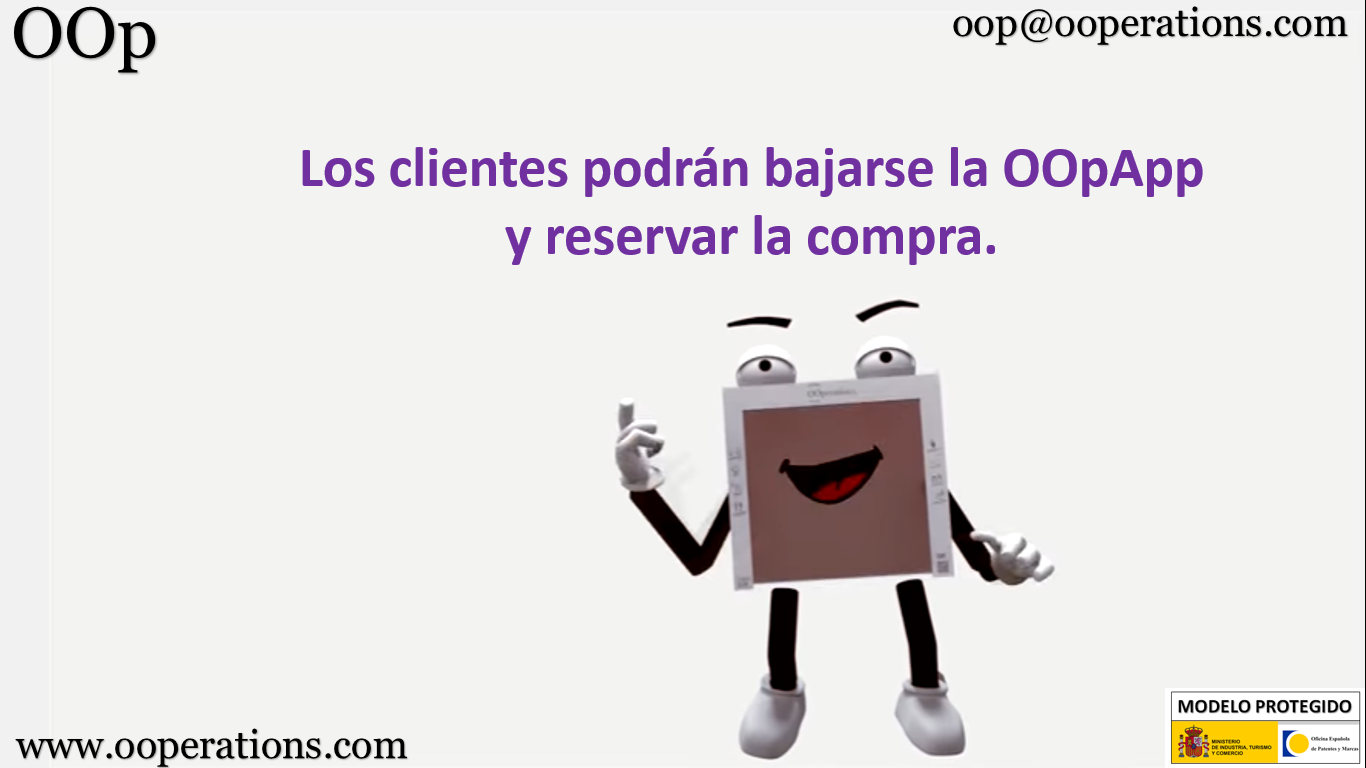 OOp
oop@ooperations.com
Los clientes podrán bajarse la OOpApp
y reservar la compra.
OOperations
www.ooperations.com
MODELO PROTEGIDO
MINISTERIO
DE INDUSTRIA, TURISMO
Y COMERCIO
Oficina Española
de Patentes y Marcas